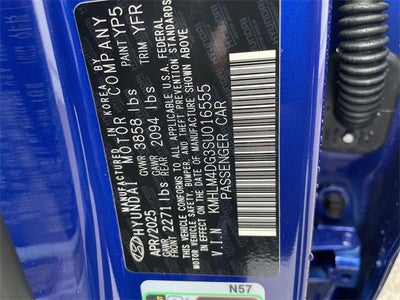 MANUFACTURED IN KOREA BY
HYUNDAI MOTOR COMPANY
APR/2025 GVWR 3858 lbs PAINT YP5
GAWR FRONT 2271 lbs GAWR REAR 2094 lbs TRIM YFR
THIS VEHICLE CONFORMS TO ALL APPLICABLE U.S.A. FEDERAL
MOTOR VEHICLE SAFETY, BUMPER, AND THEFT PREVENTION STANDARDS
IN EFFECT ON THE DATE OF MANUFACTURE SHOWN ABOVE
V.I.N KMHLM4DG3SU016555
PASSENGER CAR
N57